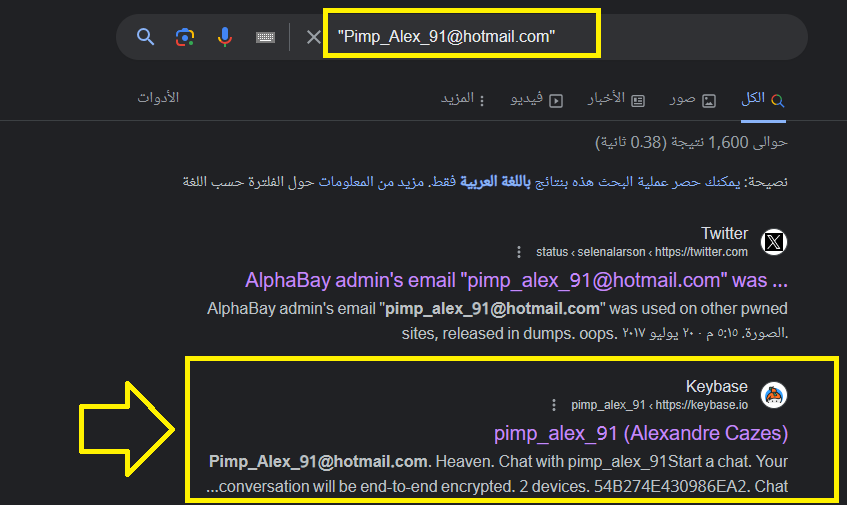 "Pimp_Alex_91@hotmail.com"
الكل صور الأخبار فيديو المزيد الأدوات
حوالى 1,600 نتيجة (0.38 ثانية)
نصيحة: يمكنك حصر عملية البحث هذه بنتائج باللغة العربية فقط. مزيد من المعلومات حول الفلترة حسب اللغة
Twitter
https://twitter.com › selenalarson › status
AlphaBay admin's email "pimp_alex_91@hotmail.com" was ...
AlphaBay admin's email "pimp_alex_91@hotmail.com" was used on other pwned
sites, released in dumps. oops. ٥:١٥ م · ٢٠ يوليو ٢٠١٧ الصورة.
Keybase
https://keybase.io › pimp_alex_91
pimp_alex_91 (Alexandre Cazes)
Pimp_Alex_91@hotmail.com. Heaven. Chat with pimp_alex_91Start a chat. Your
conversation will be end-to-end encrypted. 2 devices. 54B274E430986EA2. Chat...